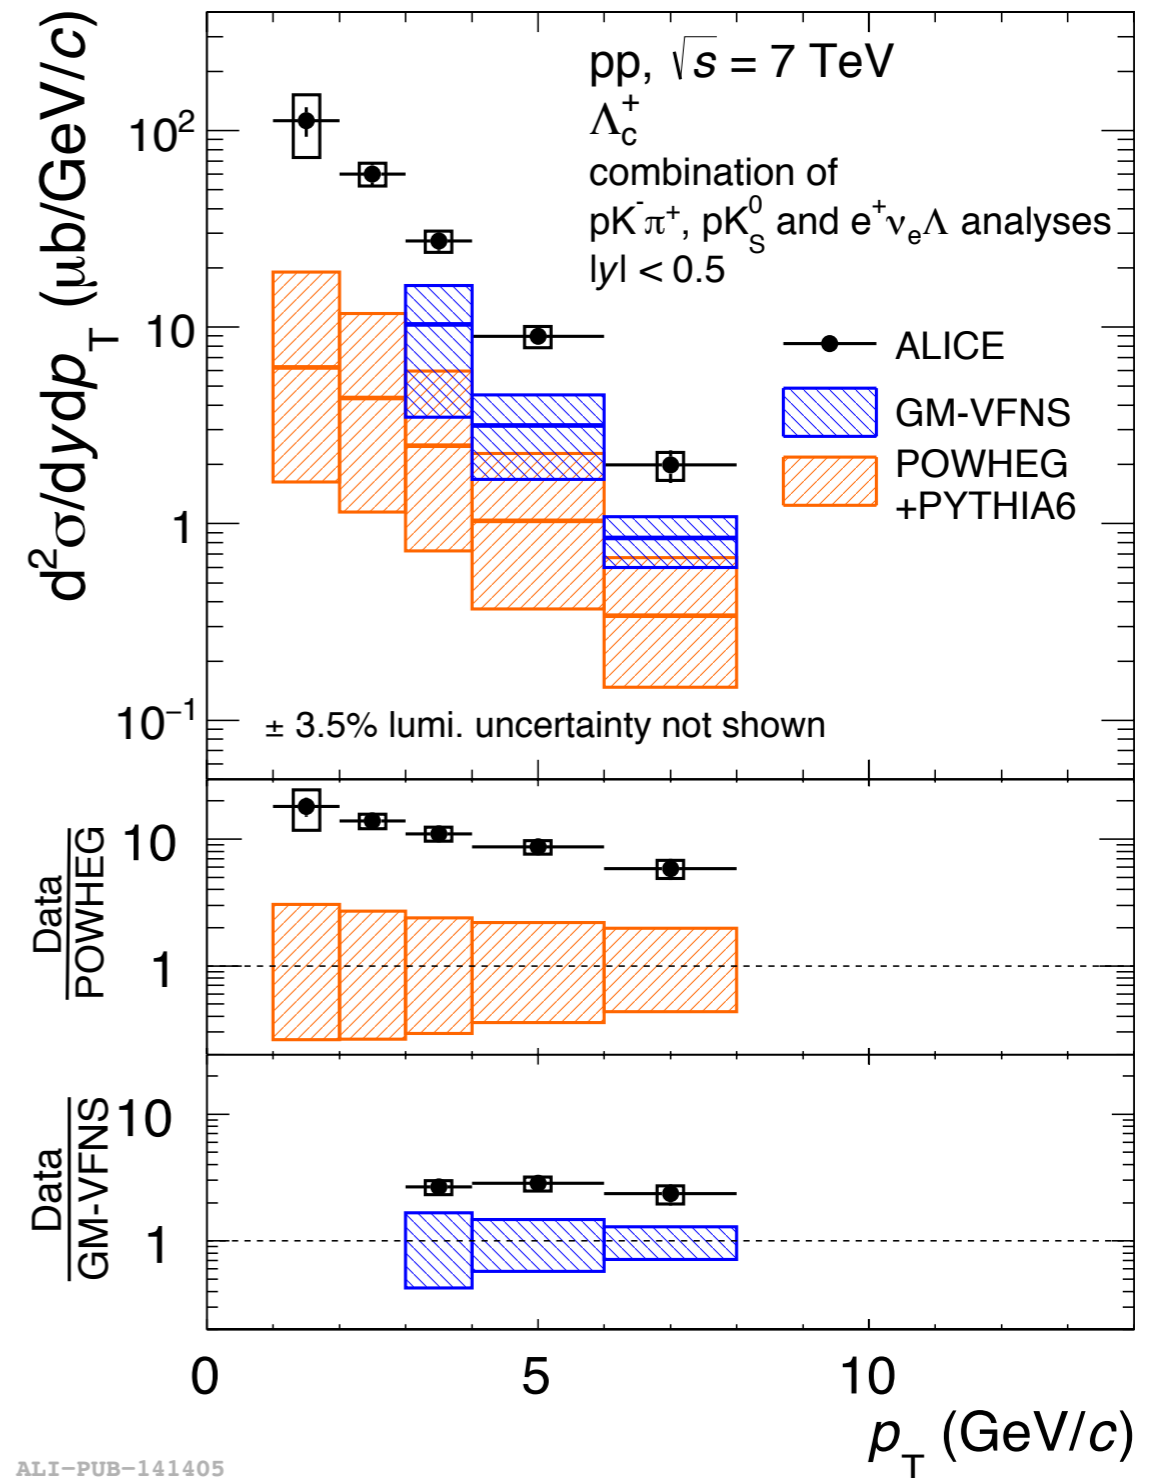 pp, √s = 7 TeV
Λc+
combination of
pK-π+, pK0S and e+νeΛ analyses
|y| < 0.5
d2σ/dydpT (μb/GeV/c)
10²
10
1
10⁻¹
ALICE
GM-VFNS
POWHEG
+PYTHIA6
± 3.5% lumi. uncertainty not shown
Data
POWHEG
10
1
Data
GM-VFNS
10
1
0 5 10
pT (GeV/c)
ALI-PUB-141405